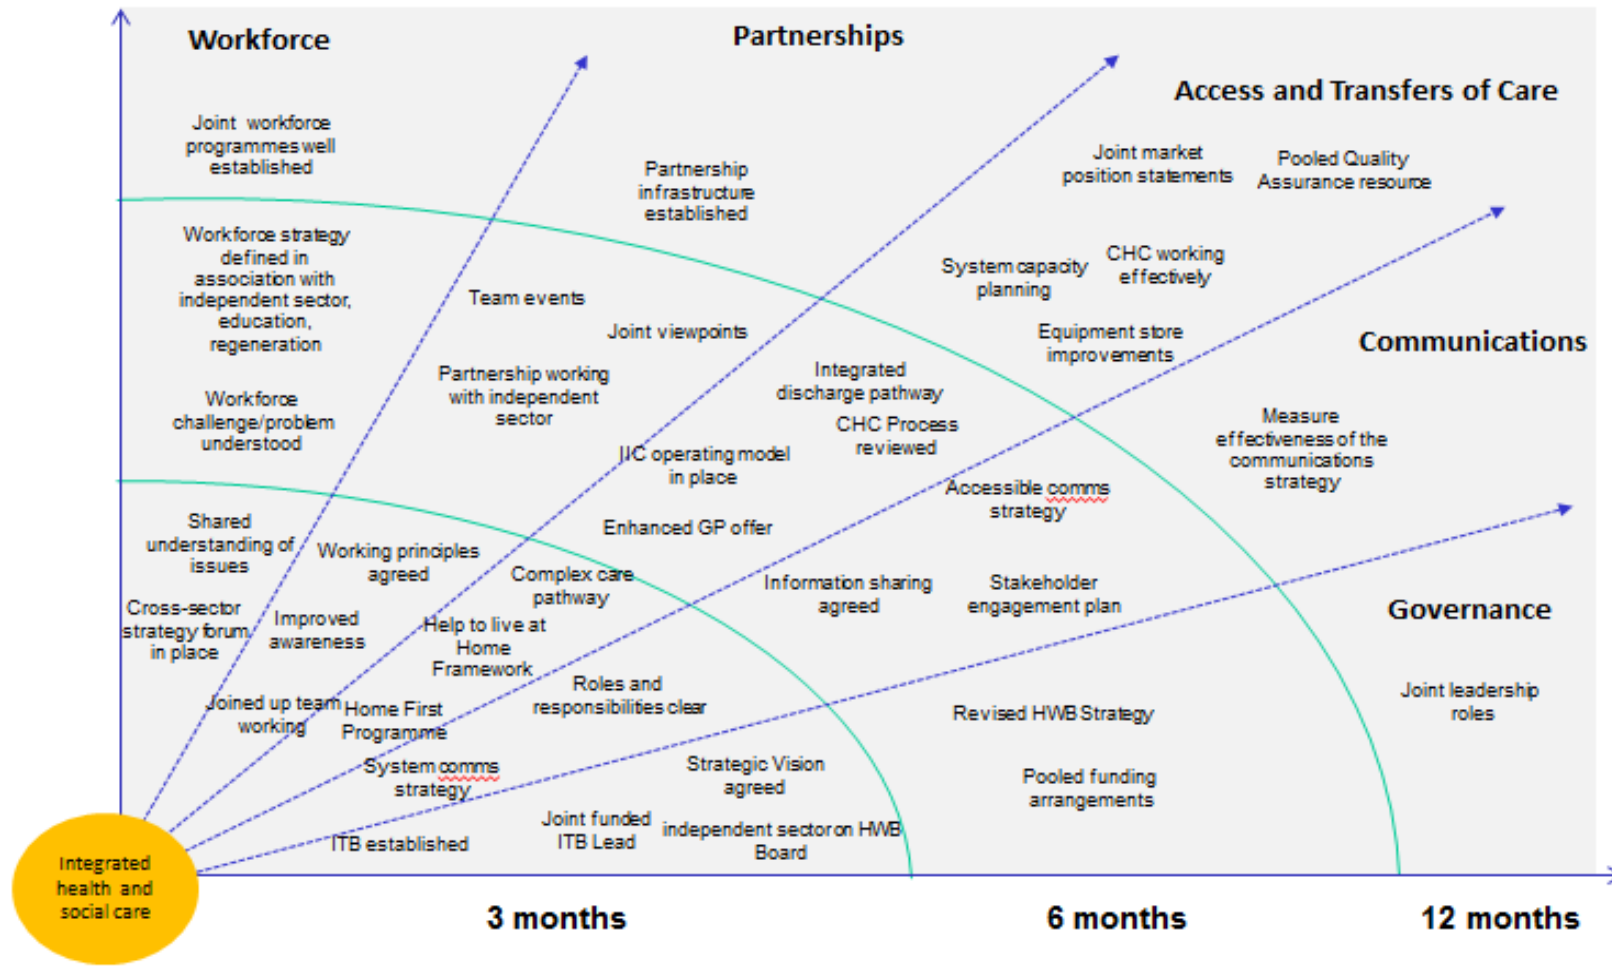 Workforce
Partnerships
Access and Transfers of Care
Communications
Governance
Joint workforce
programmes well
established
Workforce strategy
defined in
association with
independent sector,
education,
regeneration
Workforce
challenge/problem
understood
Shared
understanding of
issues
Cross-sector
strategy forum
in place
Partnership
infrastructure
established
Team events
Joint viewpoints
Partnership working
with independent
sector
Working principles
agreed
Improved
awareness
Joined up team
working
Joint market
position statements
Pooled Quality
Assurance resource
System capacity
planning
CHC working
effectively
Equipment store
improvements
Integrated
discharge pathway
CHC Process
reviewed
IIC operating model
in place
Enhanced GP offer
Complex care
pathway
Help to live at
Home
Framework
Home First
Programme
Measure
effectiveness of the
communications
strategy
Accessible comms
strategy
Information sharing
agreed
Stakeholder
engagement plan
Roles and
responsibilities clear
System comms
strategy
Joint leadership
roles
Revised HWB Strategy
Pooled funding
arrangements
Strategic Vision
agreed
independent sector on HWB
Board
Joint funded
ITB Lead
ITB established
Integrated
health and
social care
3 months
6 months
12 months